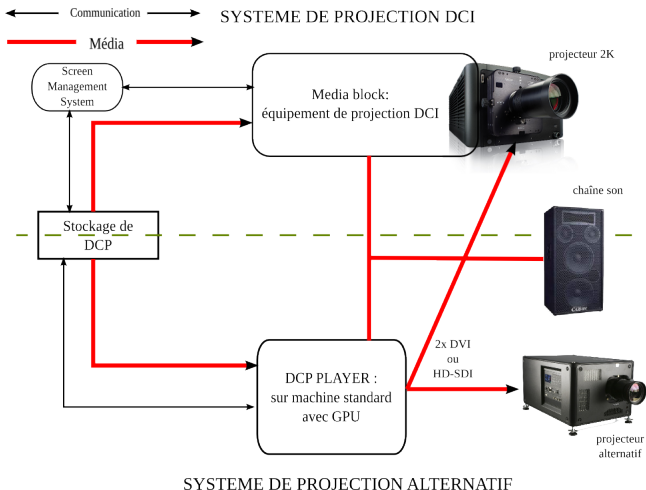 Communication
SYSTEME DE PROJECTION DCI
Média
projecteur 2K
Screen
Management
System
Media block:
équipement de projection DCI
chaîne son
Stockage de
DCP
2x DVI
ou
HD-SDI
DCP PLAYER :
sur machine standard
avec GPU
projecteur
alternatif
SYSTEME DE PROJECTION ALTERNATIF